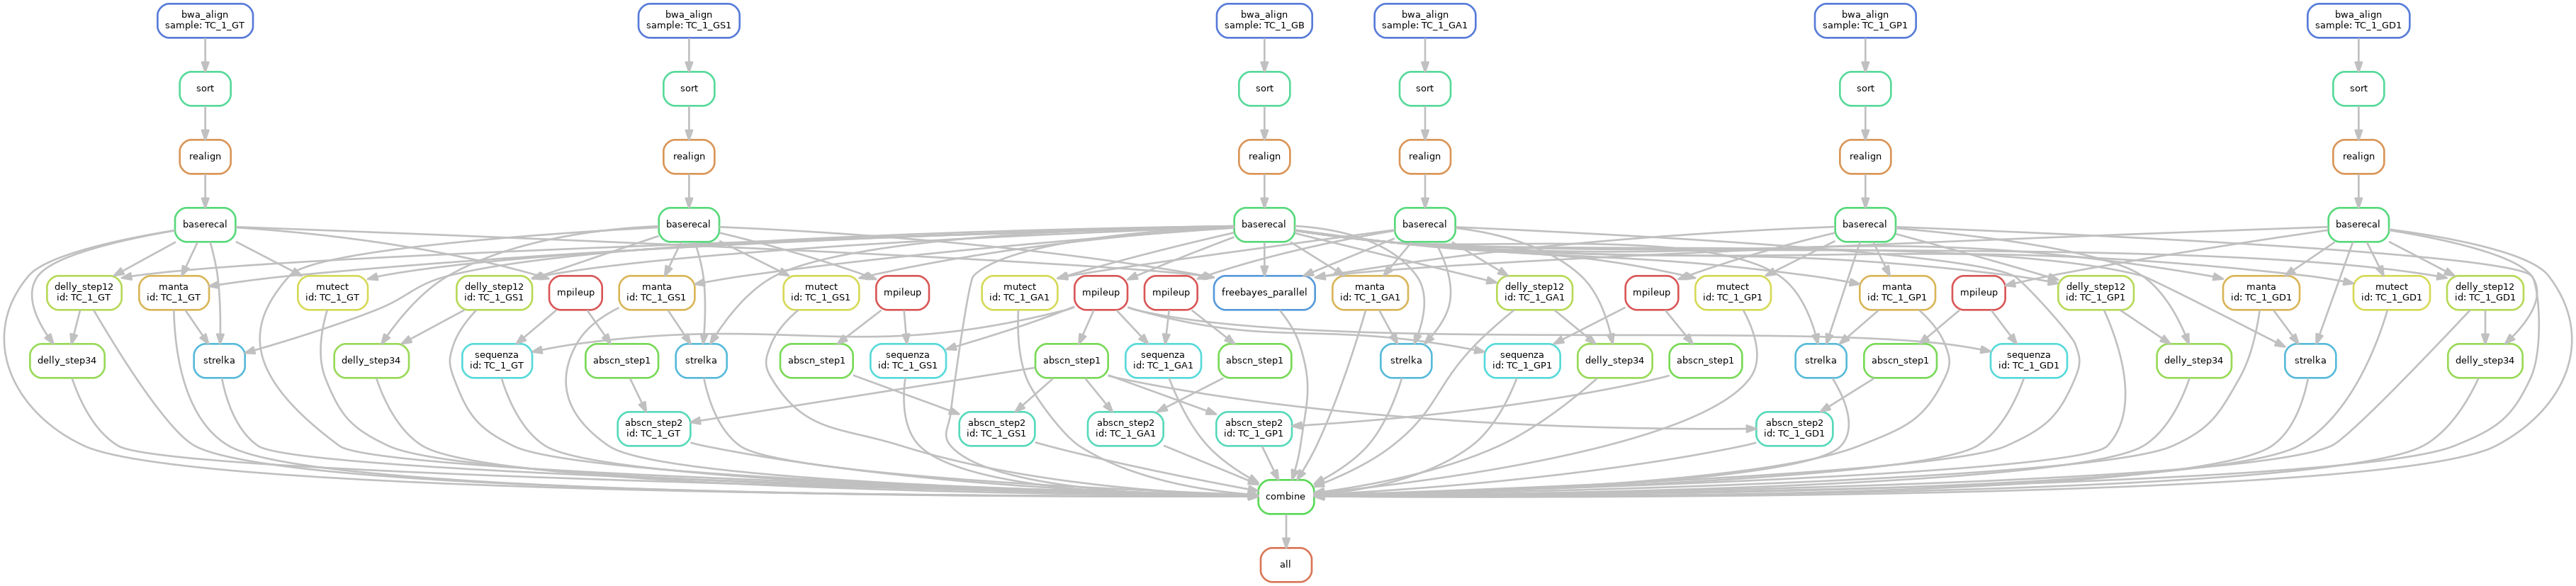 bwa_align
sample: TC_1_GT
bwa_align
sample: TC_1_GS1
bwa_align
sample: TC_1_GB
bwa_align
sample: TC_1_GA1
bwa_align
sample: TC_1_GP1
bwa_align
sample: TC_1_GD1
sort
sort
sort
sort
sort
sort
realign
realign
realign
realign
realign
realign
baserecal
baserecal
baserecal
baserecal
baserecal
baserecal
delly_step12
id: TC_1_GT
manta
id: TC_1_GT
mutect
id: TC_1_GT
delly_step12
id: TC_1_GS1
mpileup
manta
id: TC_1_GS1
mutect
id: TC_1_GS1
mpileup
mutect
id: TC_1_GA1
mpileup
mpileup
freebayes_parallel
manta
id: TC_1_GA1
delly_step12
id: TC_1_GA1
mpileup
mutect
id: TC_1_GP1
manta
id: TC_1_GP1
mpileup
delly_step12
id: TC_1_GP1
manta
id: TC_1_GD1
mutect
id: TC_1_GD1
delly_step12
id: TC_1_GD1
delly_step34
strelka
delly_step34
sequenza
id: TC_1_GT
abscn_step1
strelka
abscn_step1
sequenza
id: TC_1_GS1
abscn_step1
sequenza
id: TC_1_GA1
abscn_step1
strelka
sequenza
id: TC_1_GP1
delly_step34
abscn_step1
strelka
abscn_step1
sequenza
id: TC_1_GD1
delly_step34
strelka
delly_step34
abscn_step2
id: TC_1_GT
abscn_step2
id: TC_1_GS1
abscn_step2
id: TC_1_GA1
abscn_step2
id: TC_1_GP1
abscn_step2
id: TC_1_GD1
combine
all